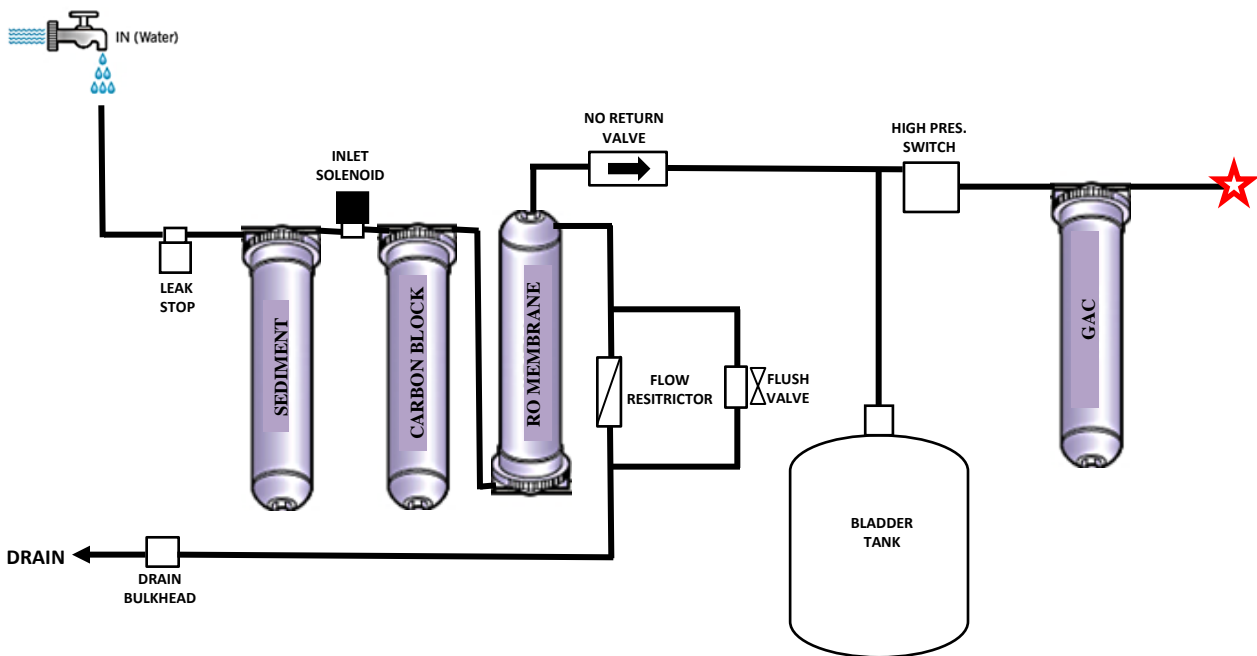 IN (Water)
NO RETURN
VALVE
HIGH PRES.
SWITCH
INLET
SOLENOID
LEAK
STOP
SEDIMENT
CARBON BLOCK
RO MEMBRANE
GAC
FLOW
RESITRICTOR
FLUSH
VALVE
BLADDER
TANK
DRAIN
DRAIN
BULKHEAD